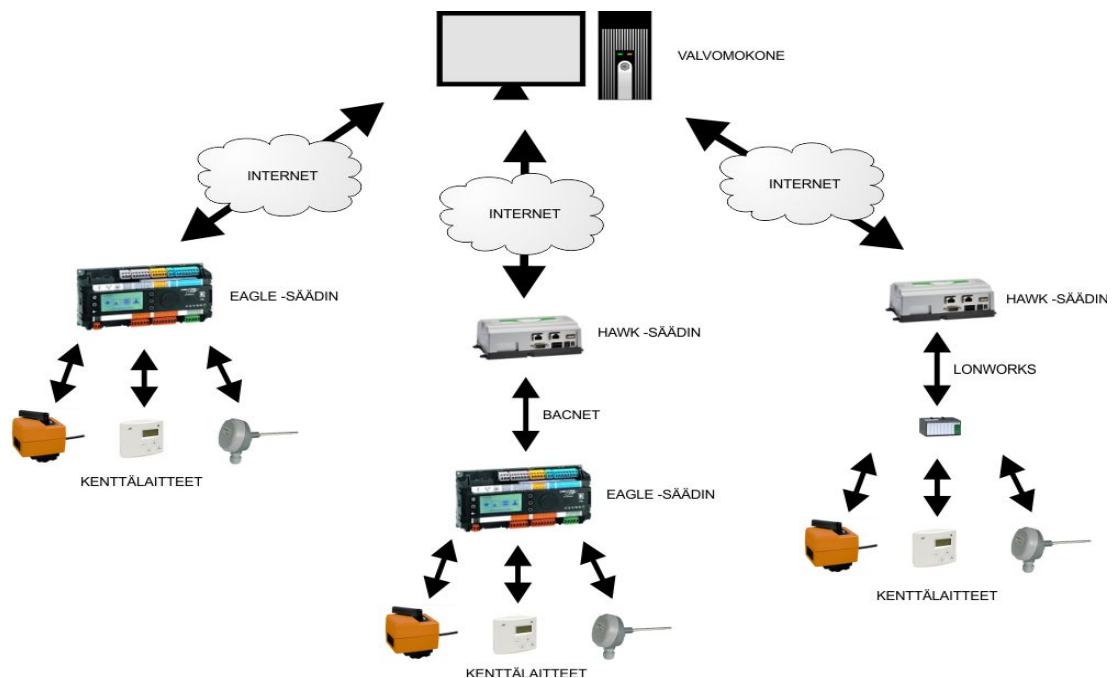 VALVOMOKONE
INTERNET
INTERNET
INTERNET
EAGLE -SÄÄDIN
HAWK -SÄÄDIN
HAWK -SÄÄDIN
LONWORKS
BACNET
KENTTÄLAITTEET
EAGLE -SÄÄDIN
KENTTÄLAITTEET
KENTTÄLAITTEET